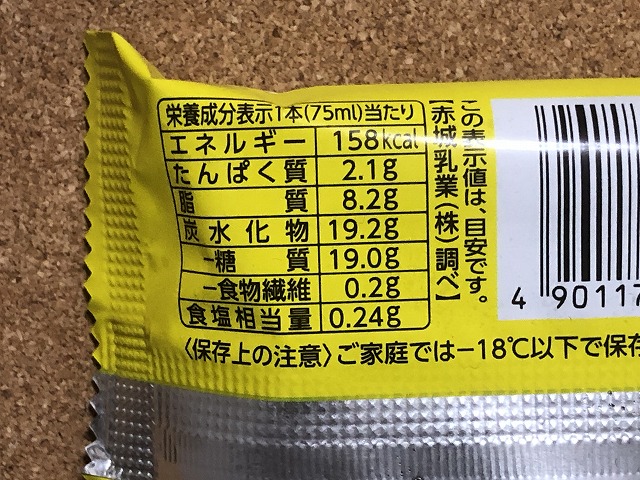 栄養成分表示1本(75ml)当たり
エネルギー 158kcal
たんぱく質 2.1g
脂質 8.2g
炭水化物 19.2g
−糖質 19.0g
−食物繊維 0.2g
食塩相当量 0.24g
この表示値は、目安です。
【赤城乳業(株)調べ】
4 90117
〈保存上の注意〉ご家庭では−18℃以下で保存